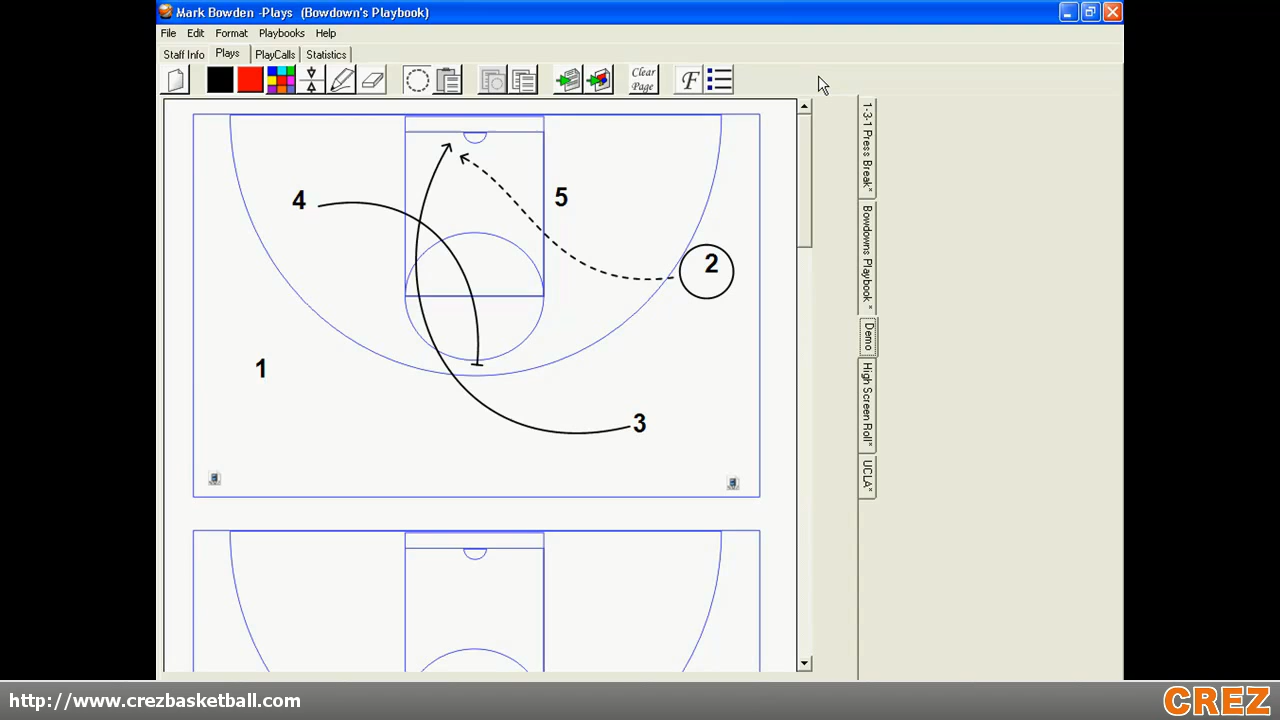 Mark Bowden -Plays (Bowdown's Playbook)
File Edit Format Playbooks Help
Staff Info Plays PlayCalls Statistics
Clear
Page
F
1-3-1 Press Break*
Bowdowns Playbook *
Demo
High Screen Roll*
UCLA*
4
5
2
1
3
http://www.crezbasketball.com
CREZ